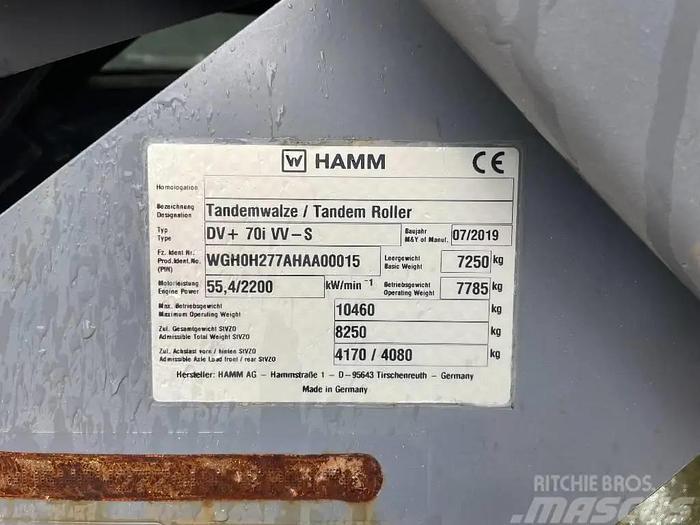 W HAMM CE
Homologation
Bezeichnung
Designation
Tandemwalze / Tandem Roller
Typ
Type
DV+ 70i VV-S
Baujahr
M&Y of Manuf.
07/2019
Fz. Ident Nr.
Prod.Ident.No.
(PIN)
WGH0H277AHAA00015
Leergewicht
Basic Weight
7250 kg
Motorleistung
Engine Power
55,4/2200 kW/min⁻¹
Betriebsgewicht
Operating Weight
7785 kg
Max. Betriebsgewicht
Maximum Operating Weight
10460 kg
Zul. Gesamtgewicht StVZO
Admissible Total Weight StVZO
8250 kg
Zul. Achslast vorn / hinten StVZO
Admissible Axle Load front / rear StVZO
4170 / 4080 kg
Hersteller: HAMM AG - Hammstraße 1 - D-95643 Tirschenreuth - Germany
Made in Germany
RITCHIE BROS.
MASCUS